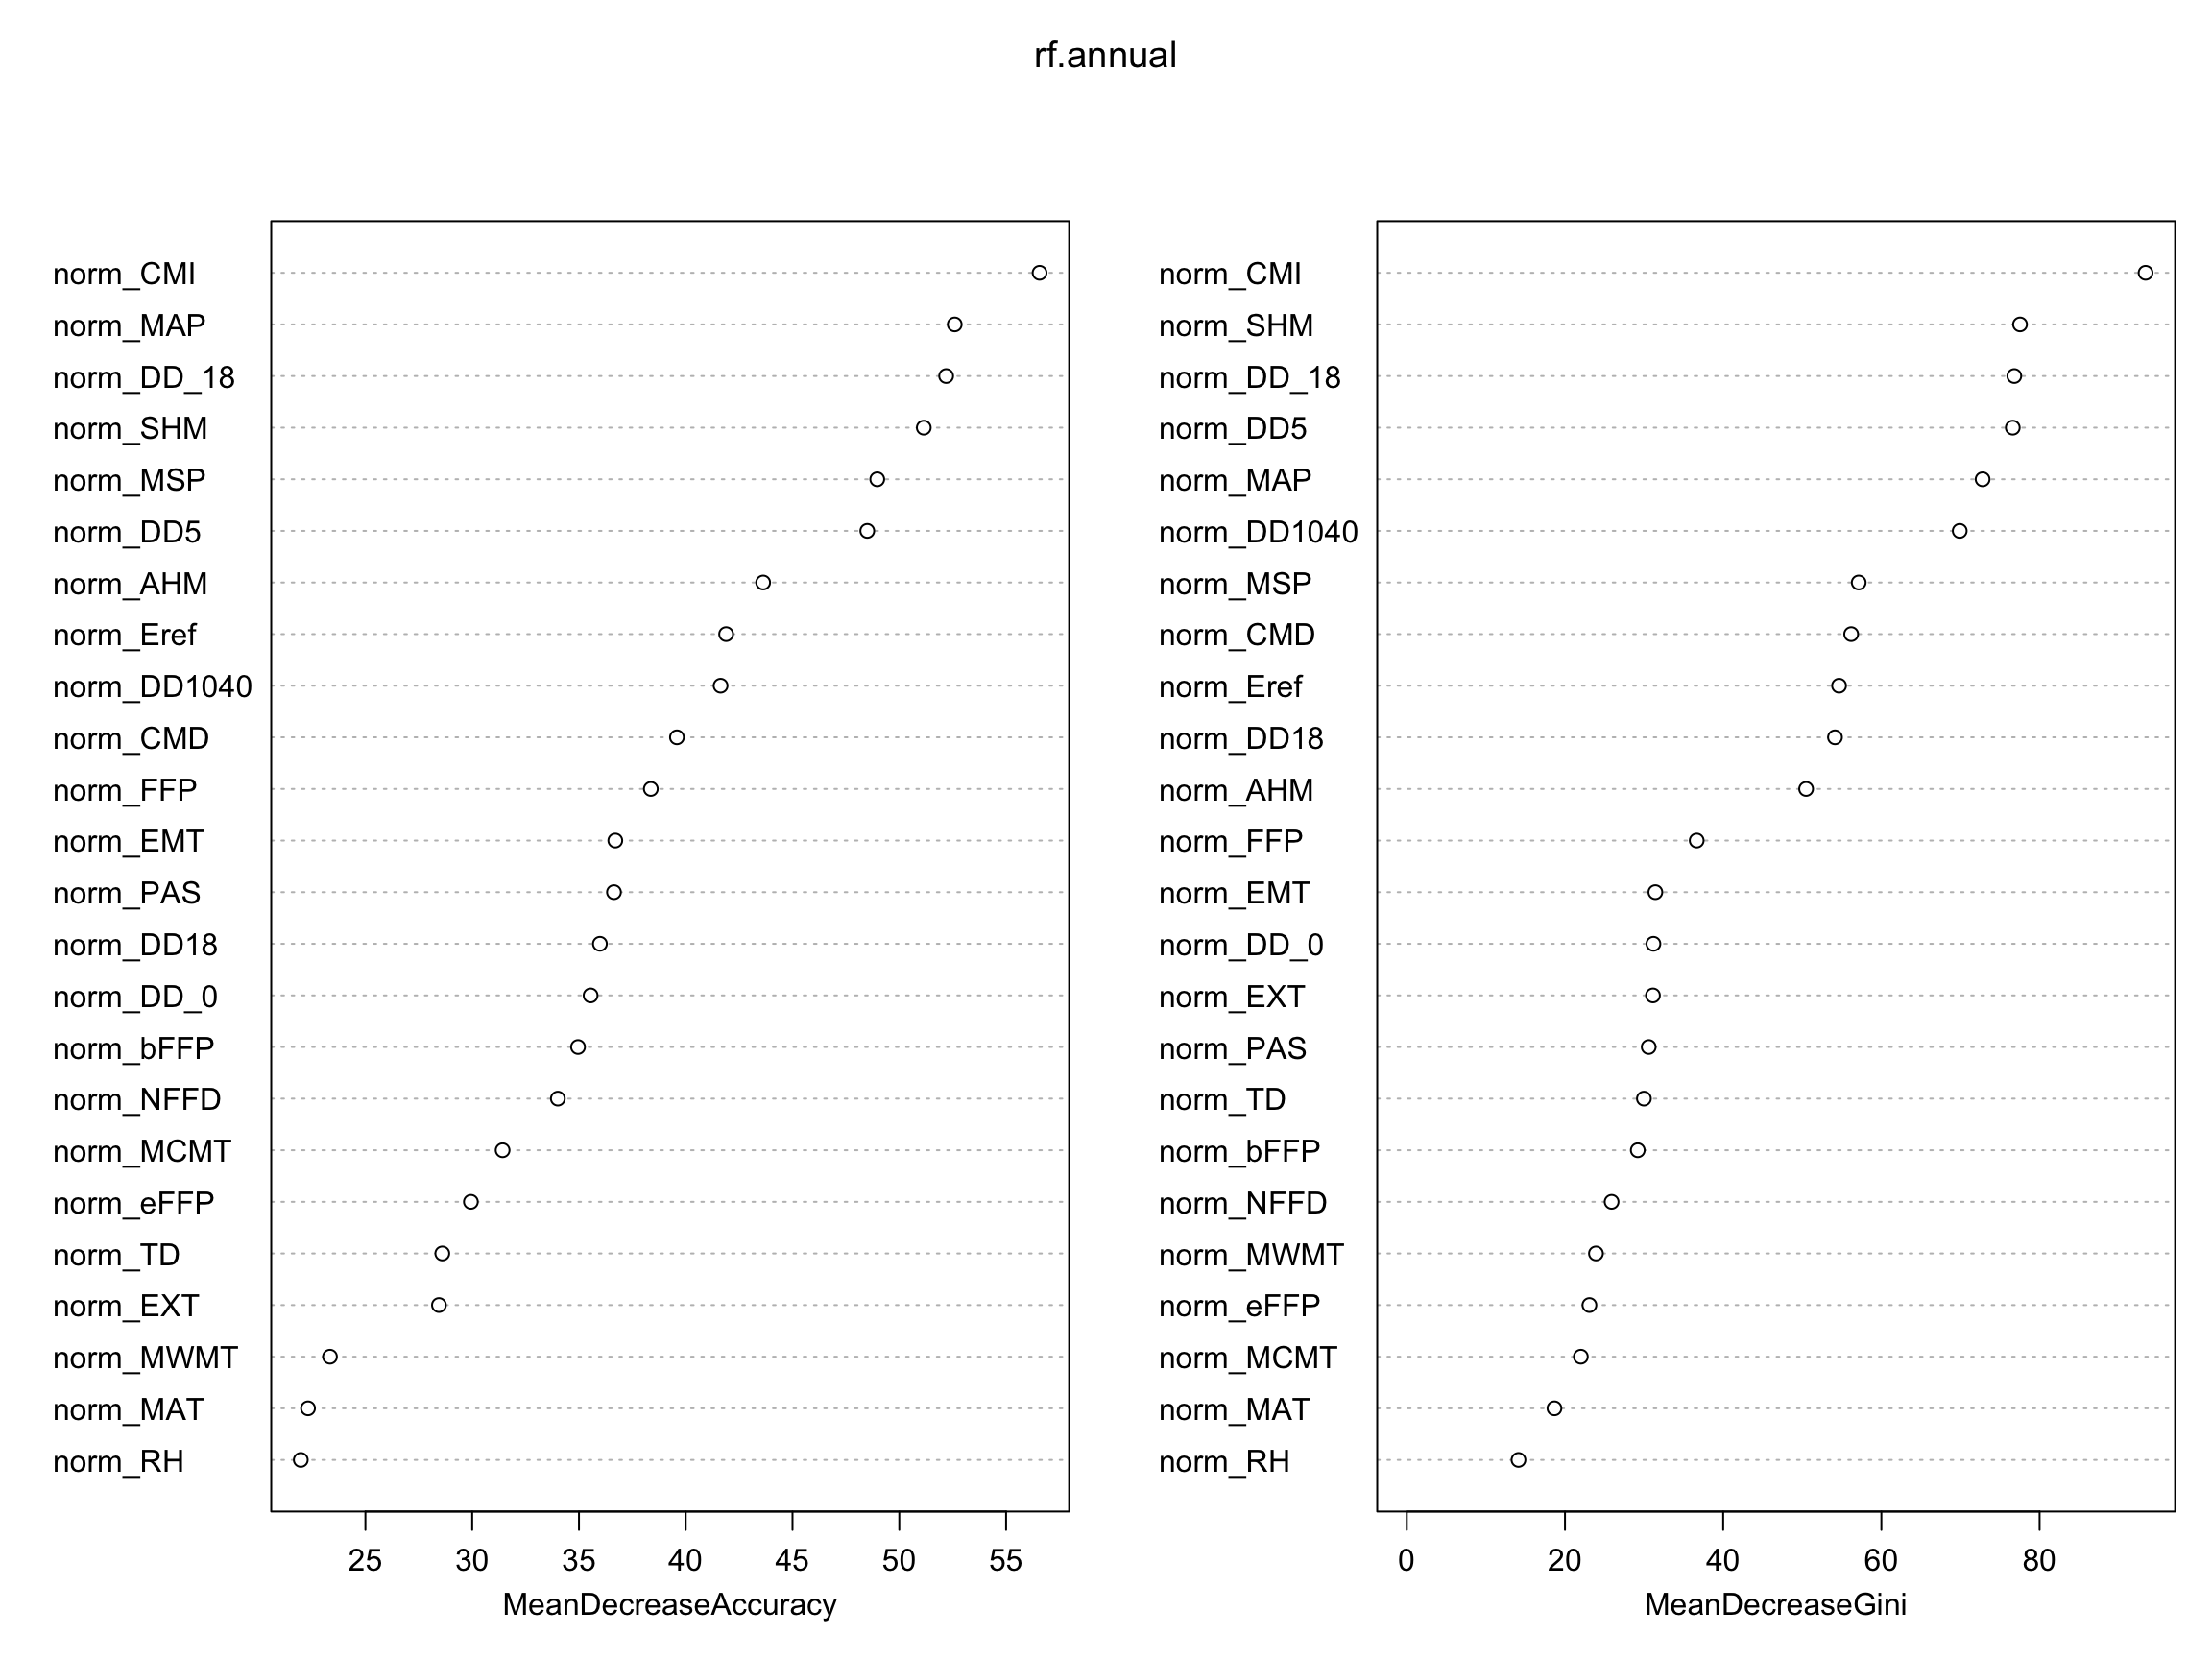 rf.annual
norm_CMI
norm_MAP
norm_DD_18
norm_SHM
norm_MSP
norm_DD5
norm_AHM
norm_Eref
norm_DD1040
norm_CMD
norm_FFP
norm_EMT
norm_PAS
norm_DD18
norm_DD_0
norm_bFFP
norm_NFFD
norm_MCMT
norm_eFFP
norm_TD
norm_EXT
norm_MWMT
norm_MAT
norm_RH
25 30 35 40 45 50 55
MeanDecreaseAccuracy
norm_CMI
norm_SHM
norm_DD_18
norm_DD5
norm_MAP
norm_DD1040
norm_MSP
norm_CMD
norm_Eref
norm_DD18
norm_AHM
norm_FFP
norm_EMT
norm_DD_0
norm_EXT
norm_PAS
norm_TD
norm_bFFP
norm_NFFD
norm_MWMT
norm_eFFP
norm_MCMT
norm_MAT
norm_RH
0 20 40 60 80
MeanDecreaseGini